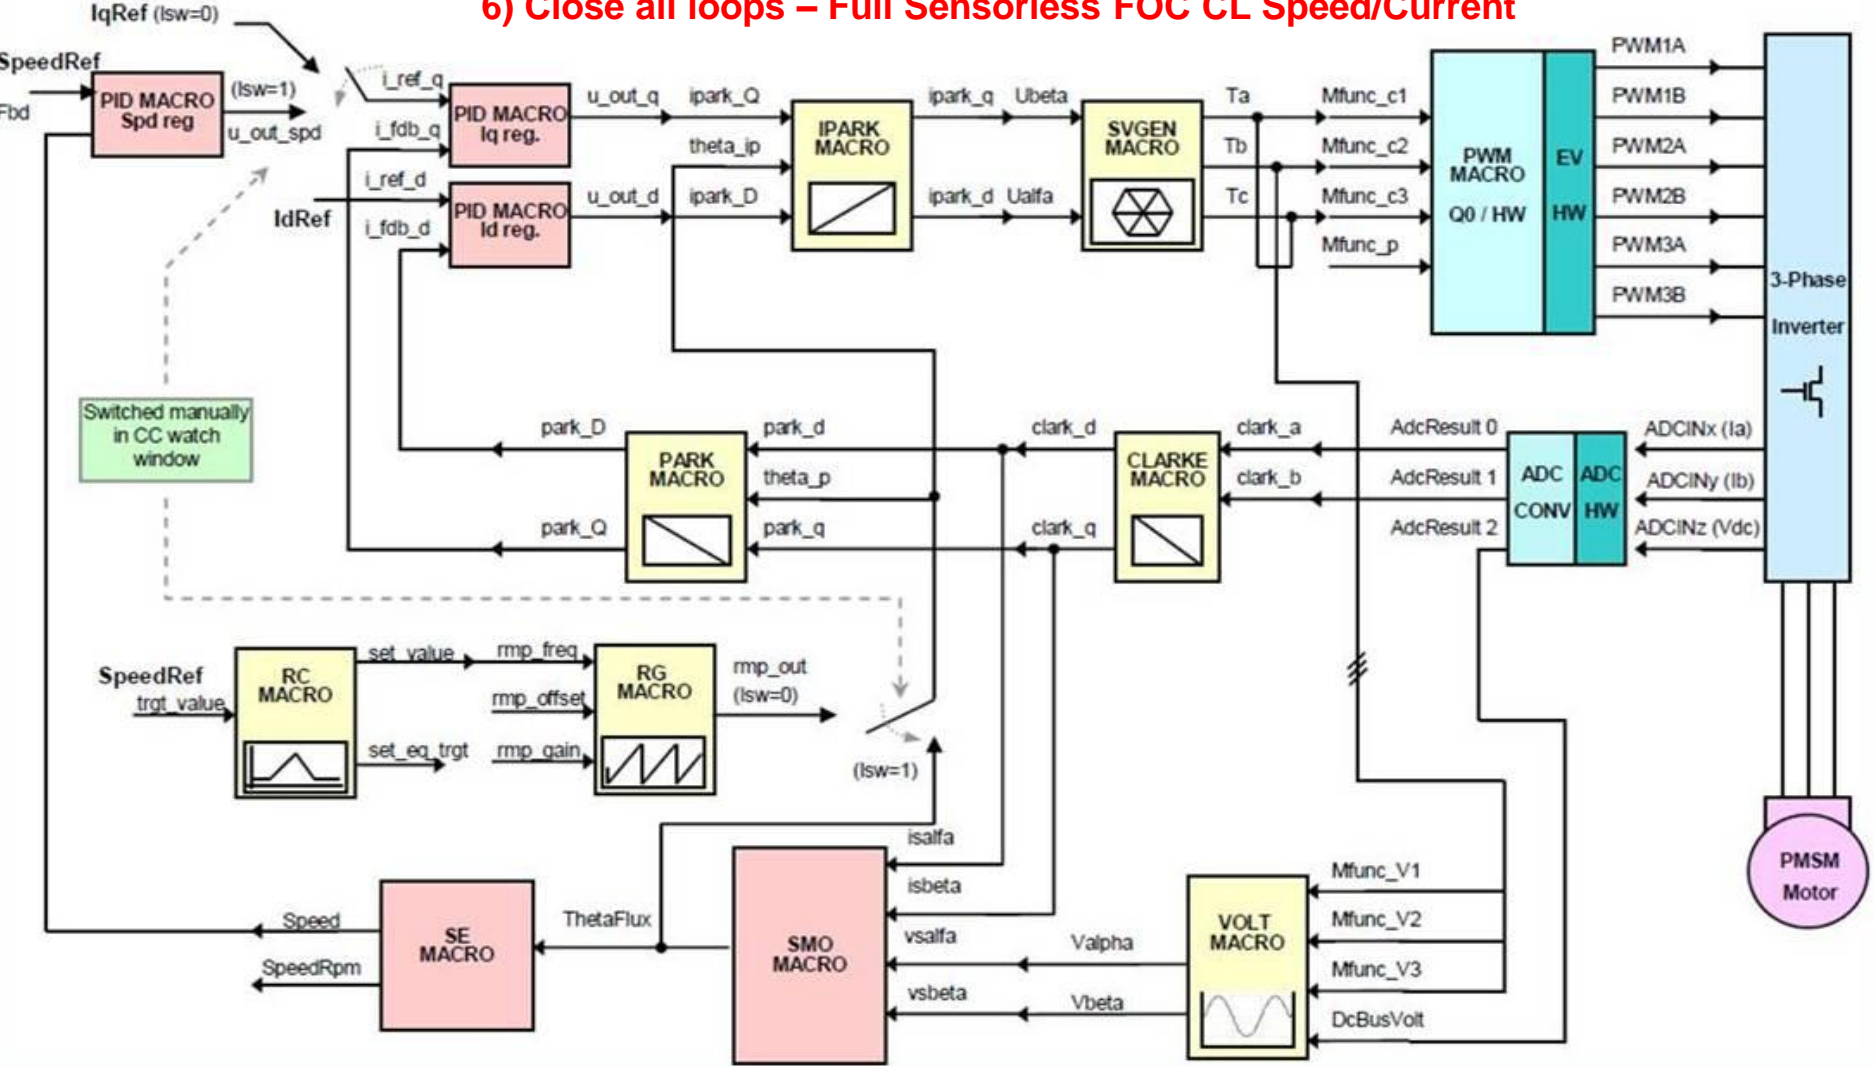 6) Close all loops – Full Sensorless FOC CL Speed/Current
IqRef (Isw=0)
SpeedRef
Fbd
PID MACRO
Spd reg
(Isw=1)
u_out_spd
i_ref_q
i_fdb_q
i_ref_d
IdRef
i_fdb_d
PID MACRO
Iq reg.
PID MACRO
Id reg.
u_out_q
u_out_d
ipark_Q
theta_ip
ipark_D
IPARK
MACRO
ipark_q
Ubeta
ipark_d
Ualfa
SVGEN
MACRO
Ta
Tb
Tc
Mfunc_c1
Mfunc_c2
Mfunc_c3
Mfunc_p
PWM
MACRO
Q0 / HW
EV
HW
PWM1A
PWM1B
PWM2A
PWM2B
PWM3A
PWM3B
3-Phase
Inverter
Switched manually
in CC watch
window
park_D
park_Q
PARK
MACRO
park_d
theta_p
park_q
clark_d
clark_q
CLARKE
MACRO
clark_a
clark_b
AdcResult 0
AdcResult 1
AdcResult 2
ADC
CONV
ADC
HW
ADCINx (Ia)
ADCINy (Ib)
ADCINz (Vdc)
SpeedRef
trgt_value
RC
MACRO
set_value
set_eq_trgt
rmp_freq
rmp_offset
rmp_gain
RG
MACRO
rmp_out
(Isw=0)
(Isw=1)
Speed
SpeedRpm
SE
MACRO
ThetaFlux
SMO
MACRO
isalfa
isbeta
vsalfa
vsbeta
Valpha
Vbeta
VOLT
MACRO
Mfunc_V1
Mfunc_V2
Mfunc_V3
DcBusVolt
PMSM
Motor